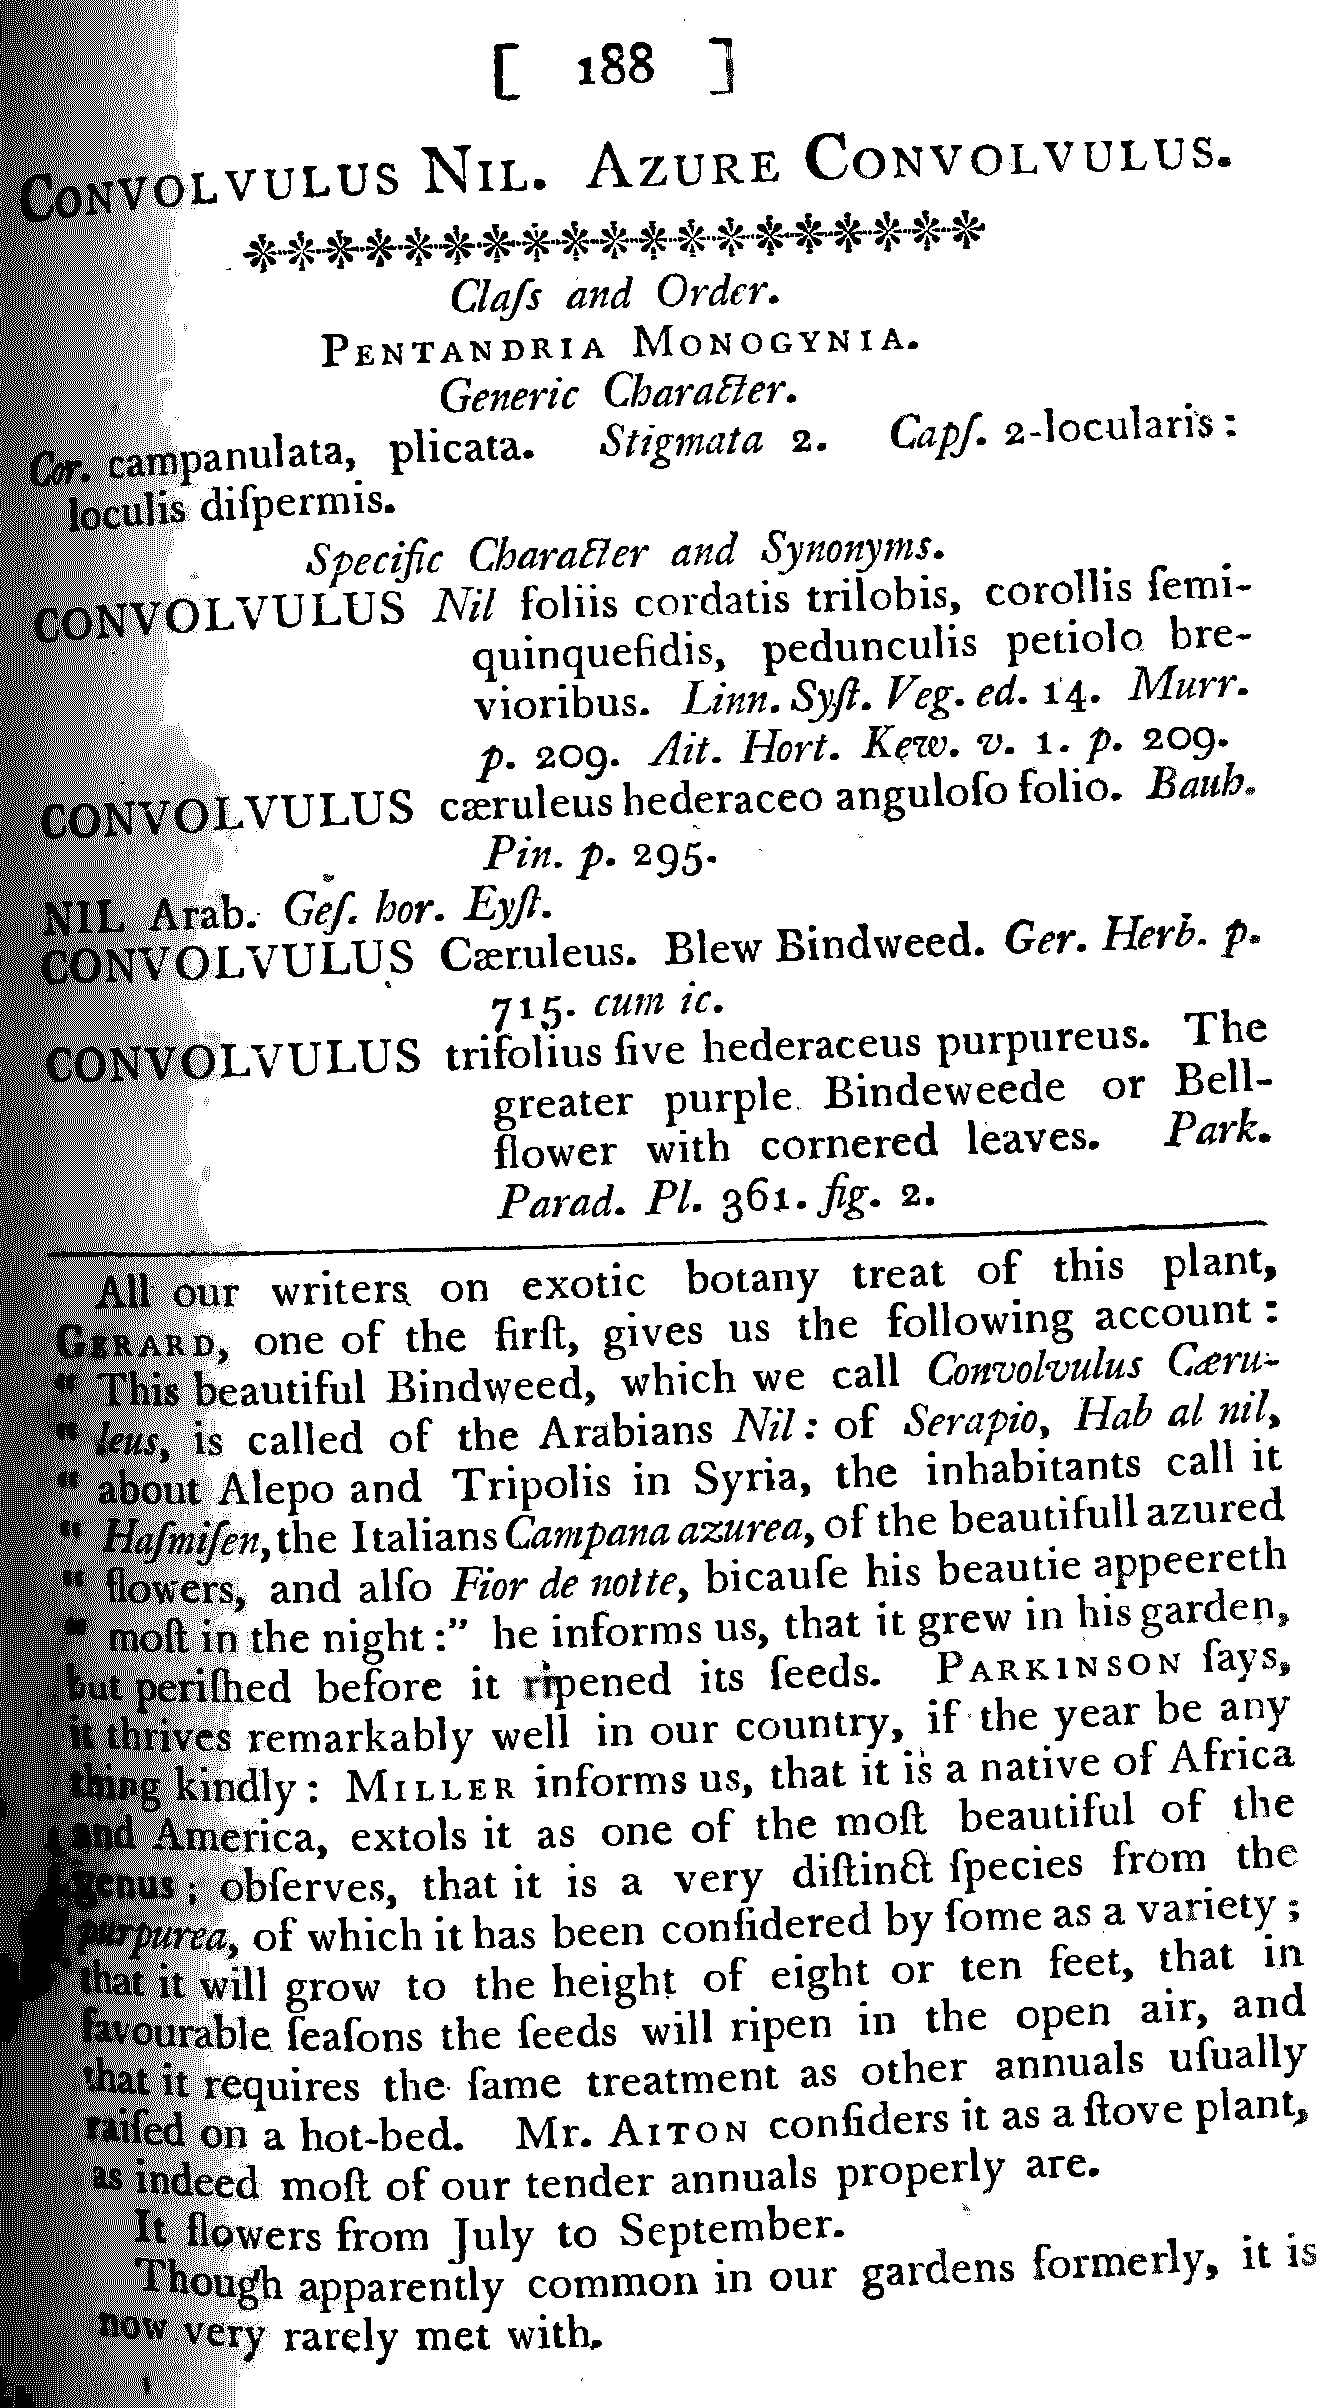 [ 188 ]
CONVOLVULUS NIL. AZURE CONVOLVULUS.
Claſs and Order.
PENTANDRIA MONOGYNIA.
Generic Character.
Cor. campanulata, plicata. Stigmata 2. Capſ. 2-locularis:
loculis diſpermis.
Specific Character and Synonyms.
CONVOLVULUS Nil foliis cordatis trilobis, corollis ſemi-
quinquefidis, pedunculis petiolo bre-
vioribus. Linn. Syſt. Veg. ed. 14. Murr.
p. 209. Ait. Hort. Kew. v. 1. p. 209.
CONVOLVULUS cæruleus hederaceo anguloſo folio. Bauh.
Pin. p. 295.
NIL Arab. Geſ. hor. Eyſt.
CONVOLVULUS Cæruleus. Blew Bindweed. Ger. Herb. p.
715. cum ic.
CONVOLVULUS trifolius ſive hederaceus purpureus. The
greater purple Bindeweede or Bell-
flower with cornered leaves. Park.
Parad. Pl. 361. fig. 2.
All our writers on exotic botany treat of this plant,
GERARD, one of the firſt, gives us the following account:
" This beautiful Bindweed, which we call Convolvulus Cæru-
" leus, is called of the Arabians Nil: of Serapio, Hab al nil,
" about Alepo and Tripolis in Syria, the inhabitants call it
" Haſmiſen, the Italians Campana azurea, of the beautifull azured
" flowers, and alſo Fior de notte, bicauſe his beautie appeereth
" moſt in the night:" he informs us, that it grew in his garden,
but periſhed before it ripened its ſeeds. PARKINSON ſays,
it thrives remarkably well in our country, if the year be any
thing kindly: MILLER informs us, that it is a native of Africa
and America, extols it as one of the moſt beautiful of the
genus; obſerves, that it is a very diſtinct ſpecies from the
purpurea, of which it has been conſidered by ſome as a variety;
that it will grow to the height of eight or ten feet, that in
favourable ſeaſons the ſeeds will ripen in the open air, and
that it requires the ſame treatment as other annuals uſually
raiſed on a hot-bed. Mr. AITON conſiders it as a ſtove plant,
as indeed moſt of our tender annuals properly are.
It flowers from July to September.
Though apparently common in our gardens formerly, it is
now very rarely met with.